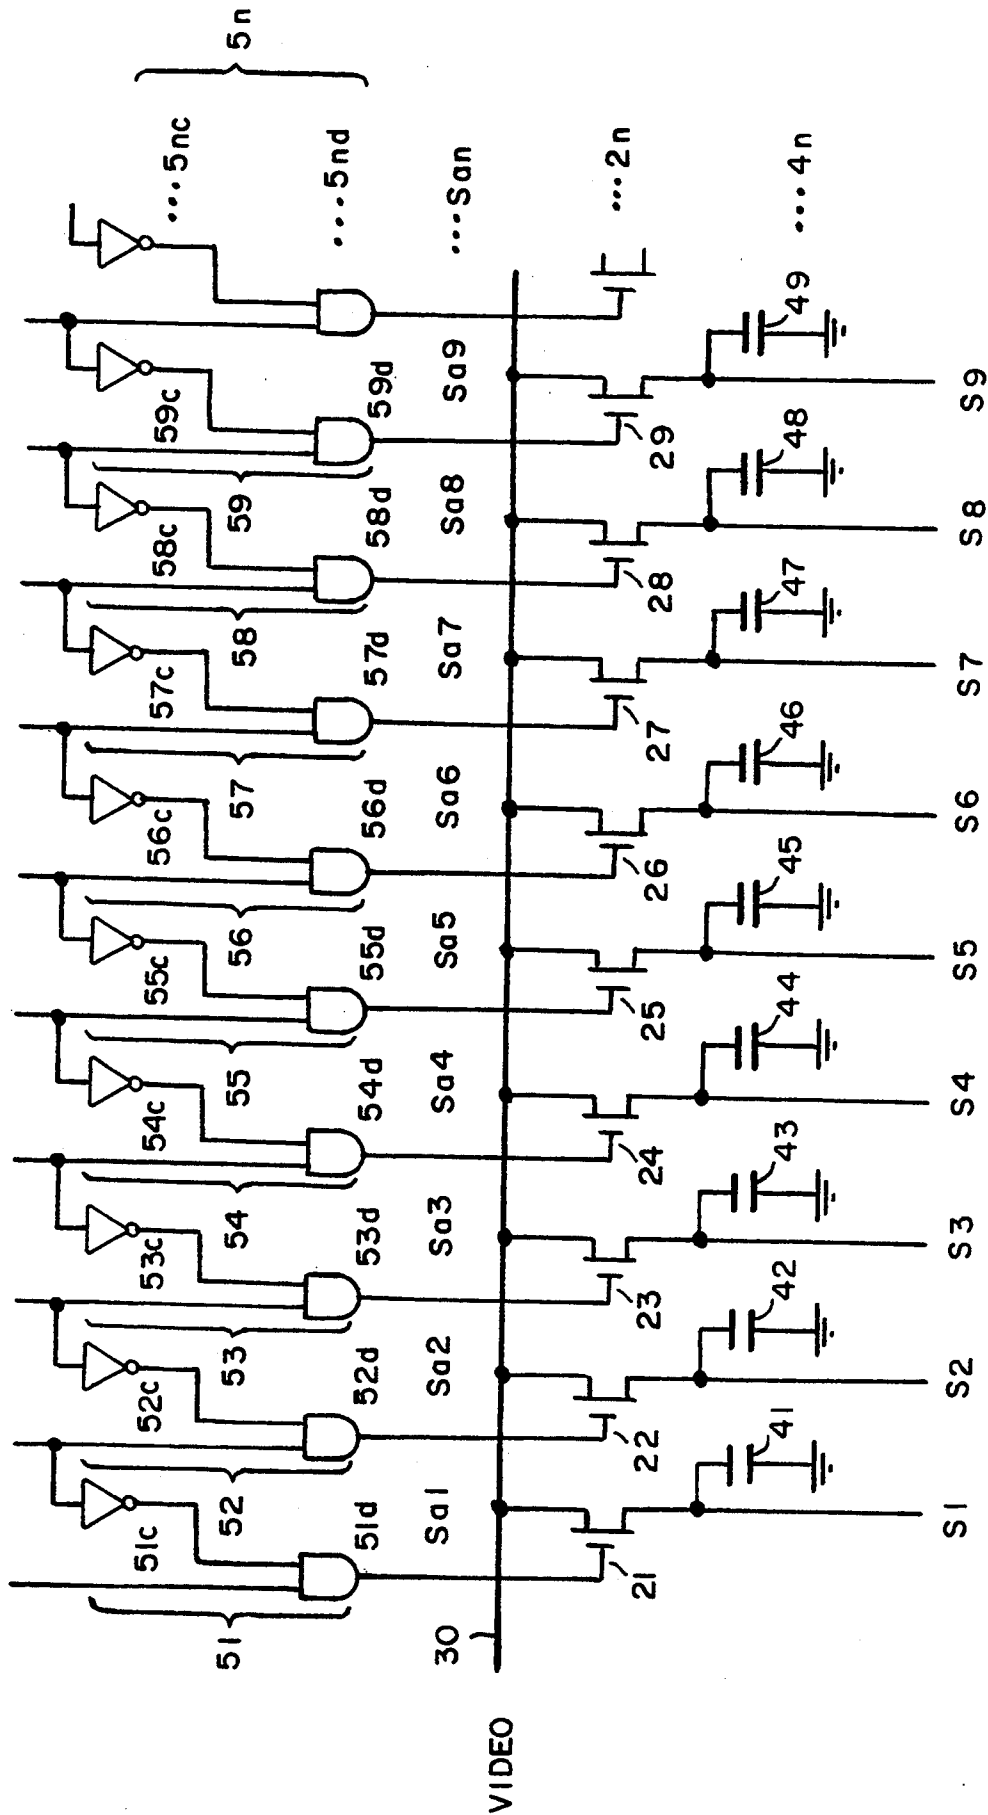 51 52 53 54 55 56 57 58 59 5n
51c 52c 53c 54c 55c 56c 57c 58c 59c ...5nc
51d 52d 53d 54d 55d 56d 57d 58d 59d ...5nd
Sa1 Sa2 Sa3 Sa4 Sa5 Sa6 Sa7 Sa8 Sa9 ...San
VIDEO 30
21 22 23 24 25 26 27 28 29 ...2n
41 42 43 44 45 46 47 48 49 ...4n
S1 S2 S3 S4 S5 S6 S7 S8 S9